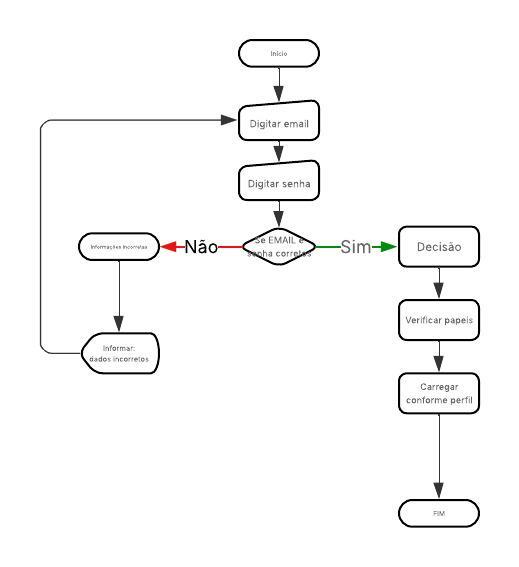 Início
Digitar email
Digitar senha
Se EMAIL e
senha corretos
Não
Sim
Informações incorretas
Decisão
Informar:
dados incorretos
Verificar papeis
Carregar
conforme perfil
FIM